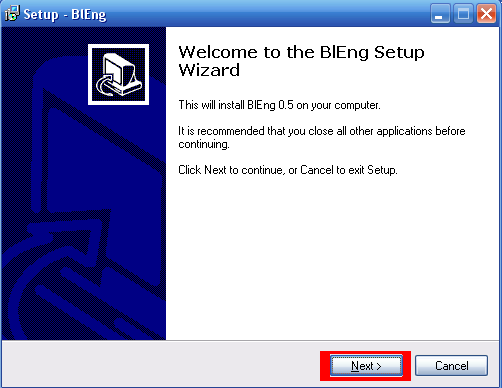 Setup - BlEng
Welcome to the BlEng Setup
Wizard
This will install BlEng 0.5 on your computer.
It is recommended that you close all other applications before
continuing.
Click Next to continue, or Cancel to exit Setup.
Next >
Cancel